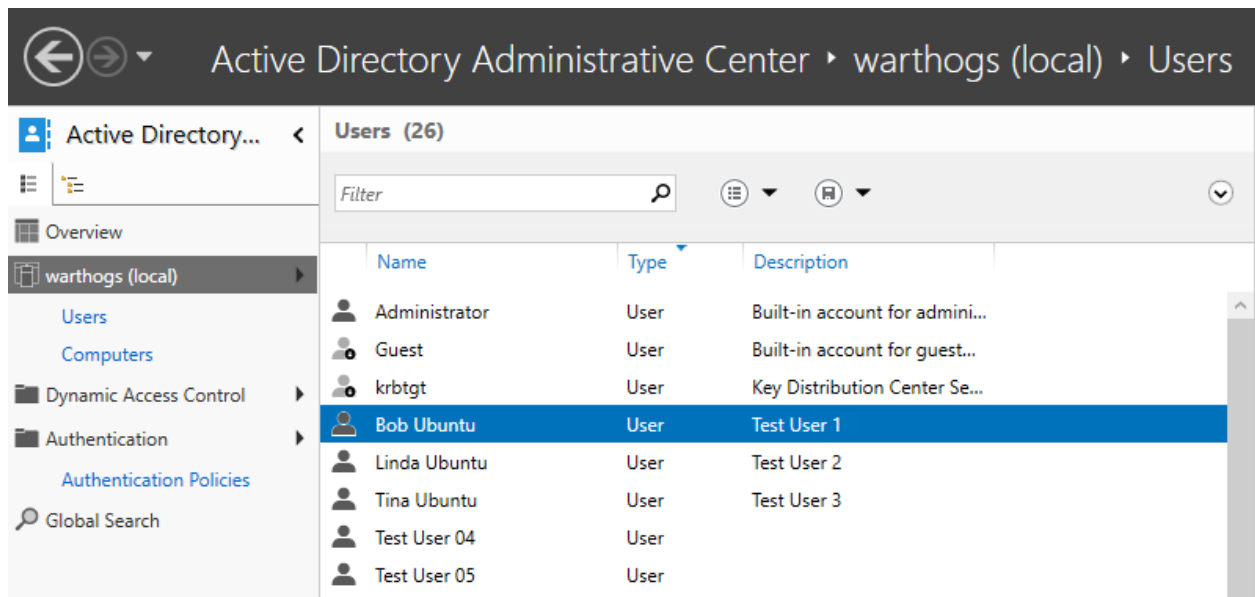 Active Directory Administrative Center ‣ warthogs (local) ‣ Users
Active Directory...
Users (26)
Filter
Overview
warthogs (local)
Users
Computers
Dynamic Access Control
Authentication
Authentication Policies
Global Search
Name Type Description
Administrator User Built-in account for admini...
Guest User Built-in account for guest...
krbtgt User Key Distribution Center Se...
Bob Ubuntu User Test User 1
Linda Ubuntu User Test User 2
Tina Ubuntu User Test User 3
Test User 04 User
Test User 05 User